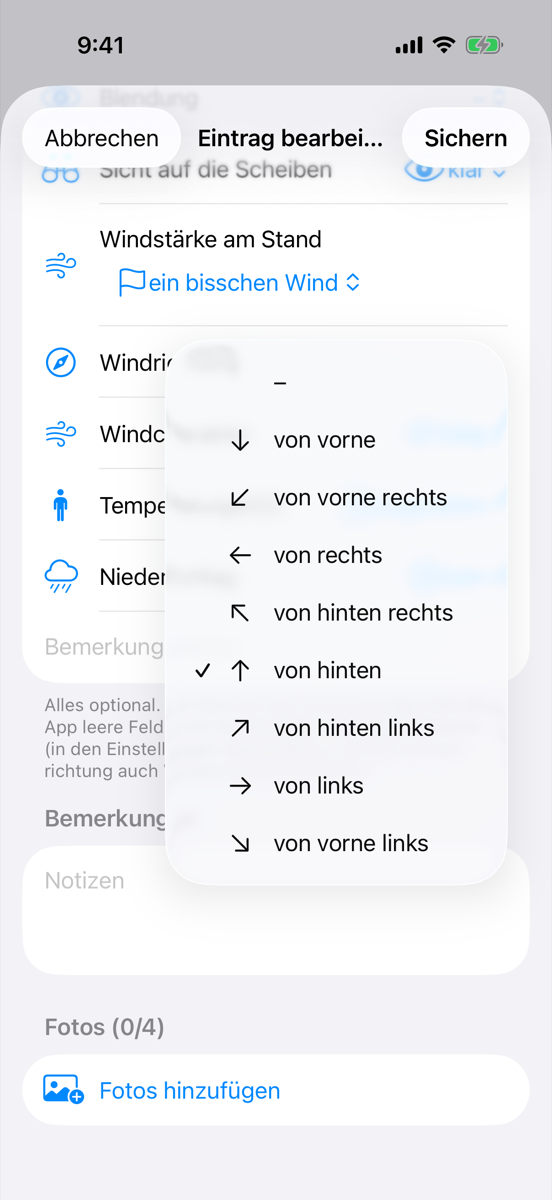 9:41
Blendung
Abbrechen
Eintrag bearbei...
Sichern
Sicht auf die Scheiben
klar
Windstärke am Stand
ein bisschen Wind
Windric
Windc
Tempe
Nieder
Bemerkung
–
von vorne
von vorne rechts
von rechts
von hinten rechts
von hinten
von hinten links
von links
von vorne links
Alles optional.
App leere Feld
(in den Einstell
richtung auch
Bemerkung
Notizen
Fotos (0/4)
Fotos hinzufügen